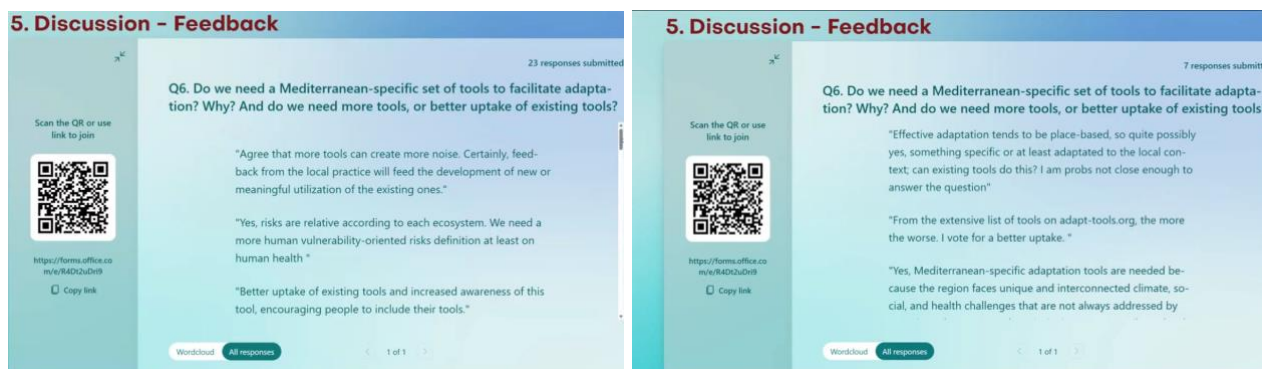 5. Discussion - Feedback
23 responses submitted
Q6. Do we need a Mediterranean-specific set of tools to facilitate adapta-
tion? Why? And do we need more tools, or better uptake of existing tools?
Scan the QR or use
link to join
"Agree that more tools can create more noise. Certainly, feed-
back from the local practice will feed the development of new or
meaningful utilization of the existing ones."
"Yes, risks are relative according to each ecosystem. We need a
more human vulnerability-oriented risks definition at least on
human health "
https://forms.office.co
m/e/R4Dt2uDri9
Copy link
"Better uptake of existing tools and increased awareness of this
tool, encouraging people to include their tools."
Wordcloud
All responses
1 of 1
5. Discussion - Feedback
7 responses submitt
Q6. Do we need a Mediterranean-specific set of tools to facilitate adapta-
tion? Why? And do we need more tools, or better uptake of existing tools
Scan the QR or use
link to join
"Effective adaptation tends to be place-based, so quite possibly
yes, something specific or at least adaptated to the local con-
text; can existing tools do this? I am probs not close enough to
answer the question"
"From the extensive list of tools on adapt-tools.org, the more
the worse. I vote for a better uptake. "
https://forms.office.co
m/e/R4Dt2uDri9
Copy link
"Yes, Mediterranean-specific adaptation tools are needed be-
cause the region faces unique and interconnected climate, so-
cial, and health challenges that are not always addressed by
Wordcloud
All responses
1 of 1